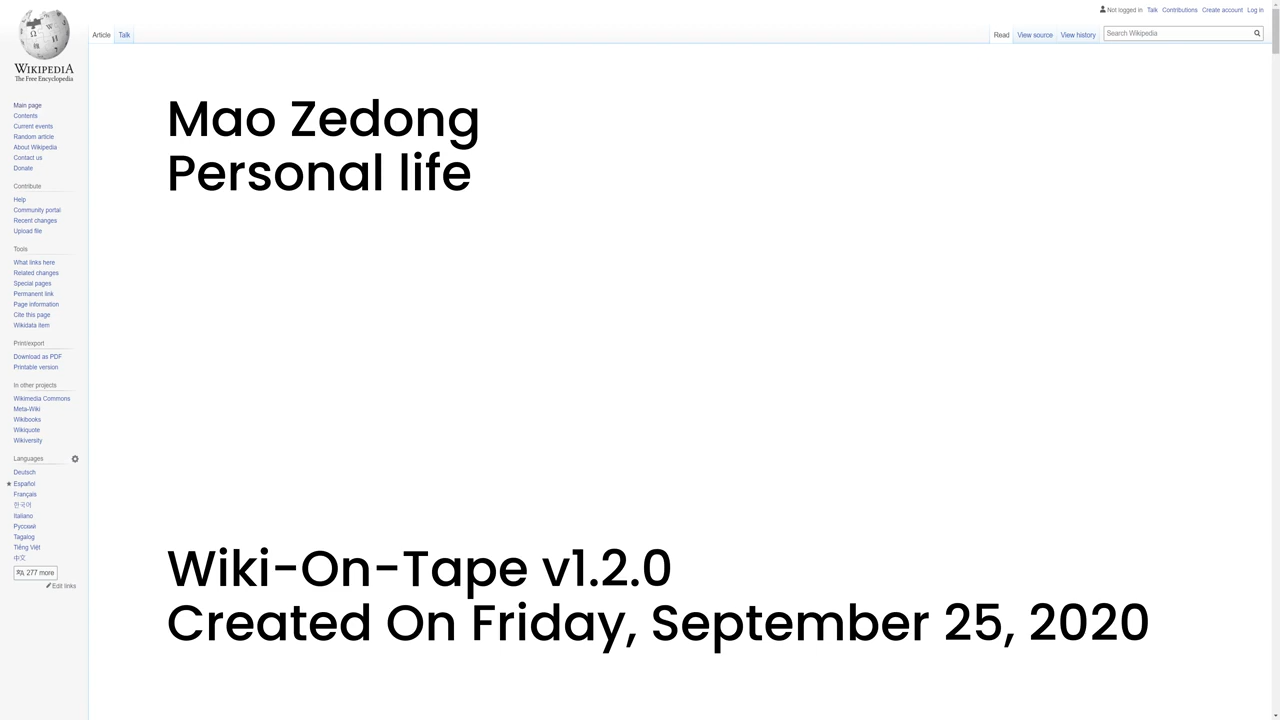 Not logged in Talk Contributions Create account Log in
Article Talk Read View source View history Search Wikipedia
WIKIPEDIA
The Free Encyclopedia
Main page
Contents
Current events
Random article
About Wikipedia
Contact us
Donate
Contribute
Help
Community portal
Recent changes
Upload file
Tools
What links here
Related changes
Special pages
Permanent link
Page information
Cite this page
Wikidata item
Print/export
Download as PDF
Printable version
In other projects
Wikimedia Commons
Meta-Wiki
Wikibooks
Wikiquote
Wikiversity
Languages
Deutsch
Español
Français
한국어
Italiano
Русский
Tagalog
Tiếng Việt
中文
277 more
Edit links
Mao Zedong
Personal life
Wiki-On-Tape v1.2.0
Created On Friday, September 25, 2020